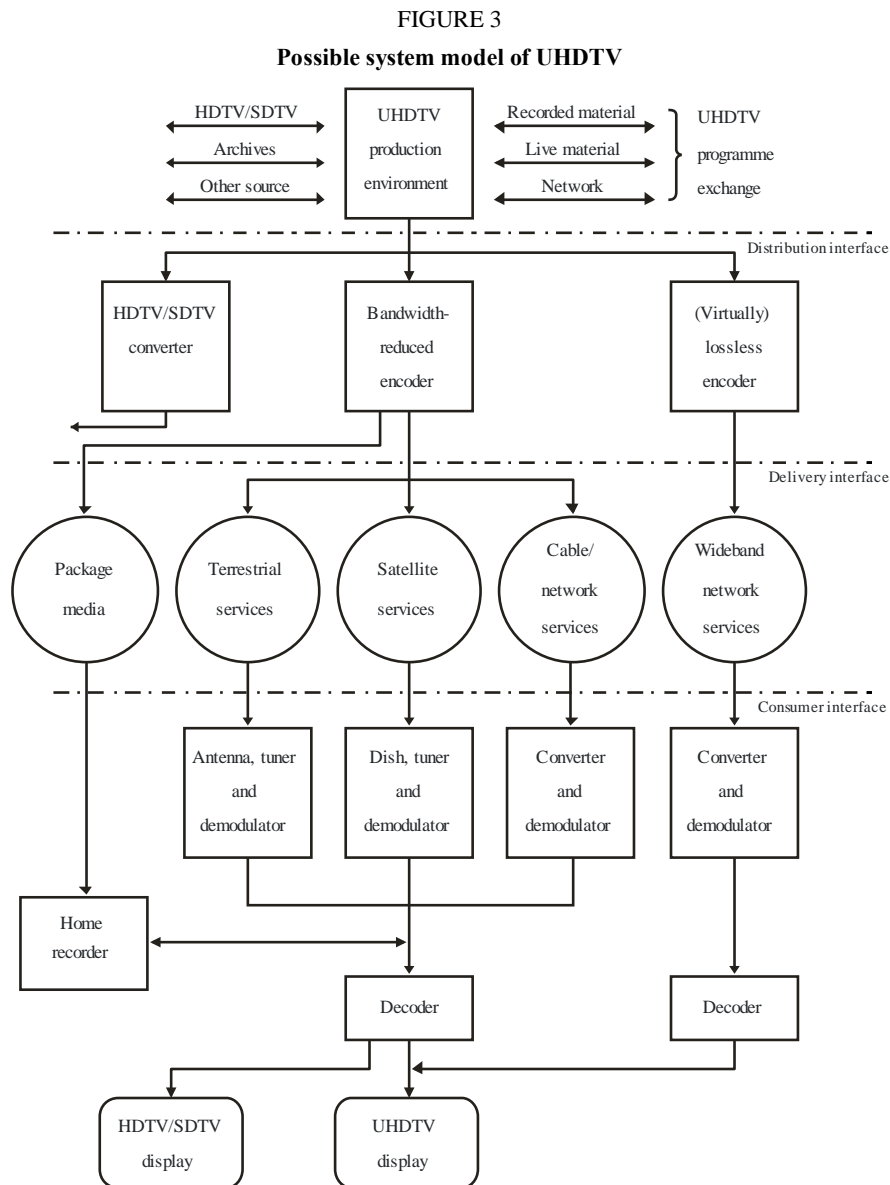 FIGURE 3
Possible system model of UHDTV
HDTV/SDTV
Archives
Other source
UHDTV
production
environment
Recorded material
Live material
Network
UHDTV
programme
exchange
Distribution interface
HDTV/SDTV
converter
Bandwidth-
reduced
encoder
(Virtually)
lossless
encoder
Delivery interface
Package
media
Terrestrial
services
Satellite
services
Cable/
network
services
Wideband
network
services
Consumer interface
Antenna, tuner
and
demodulator
Dish, tuner
and
demodulator
Converter
and
demodulator
Converter
and
demodulator
Home
recorder
Decoder
Decoder
HDTV/SDTV
display
UHDTV
display